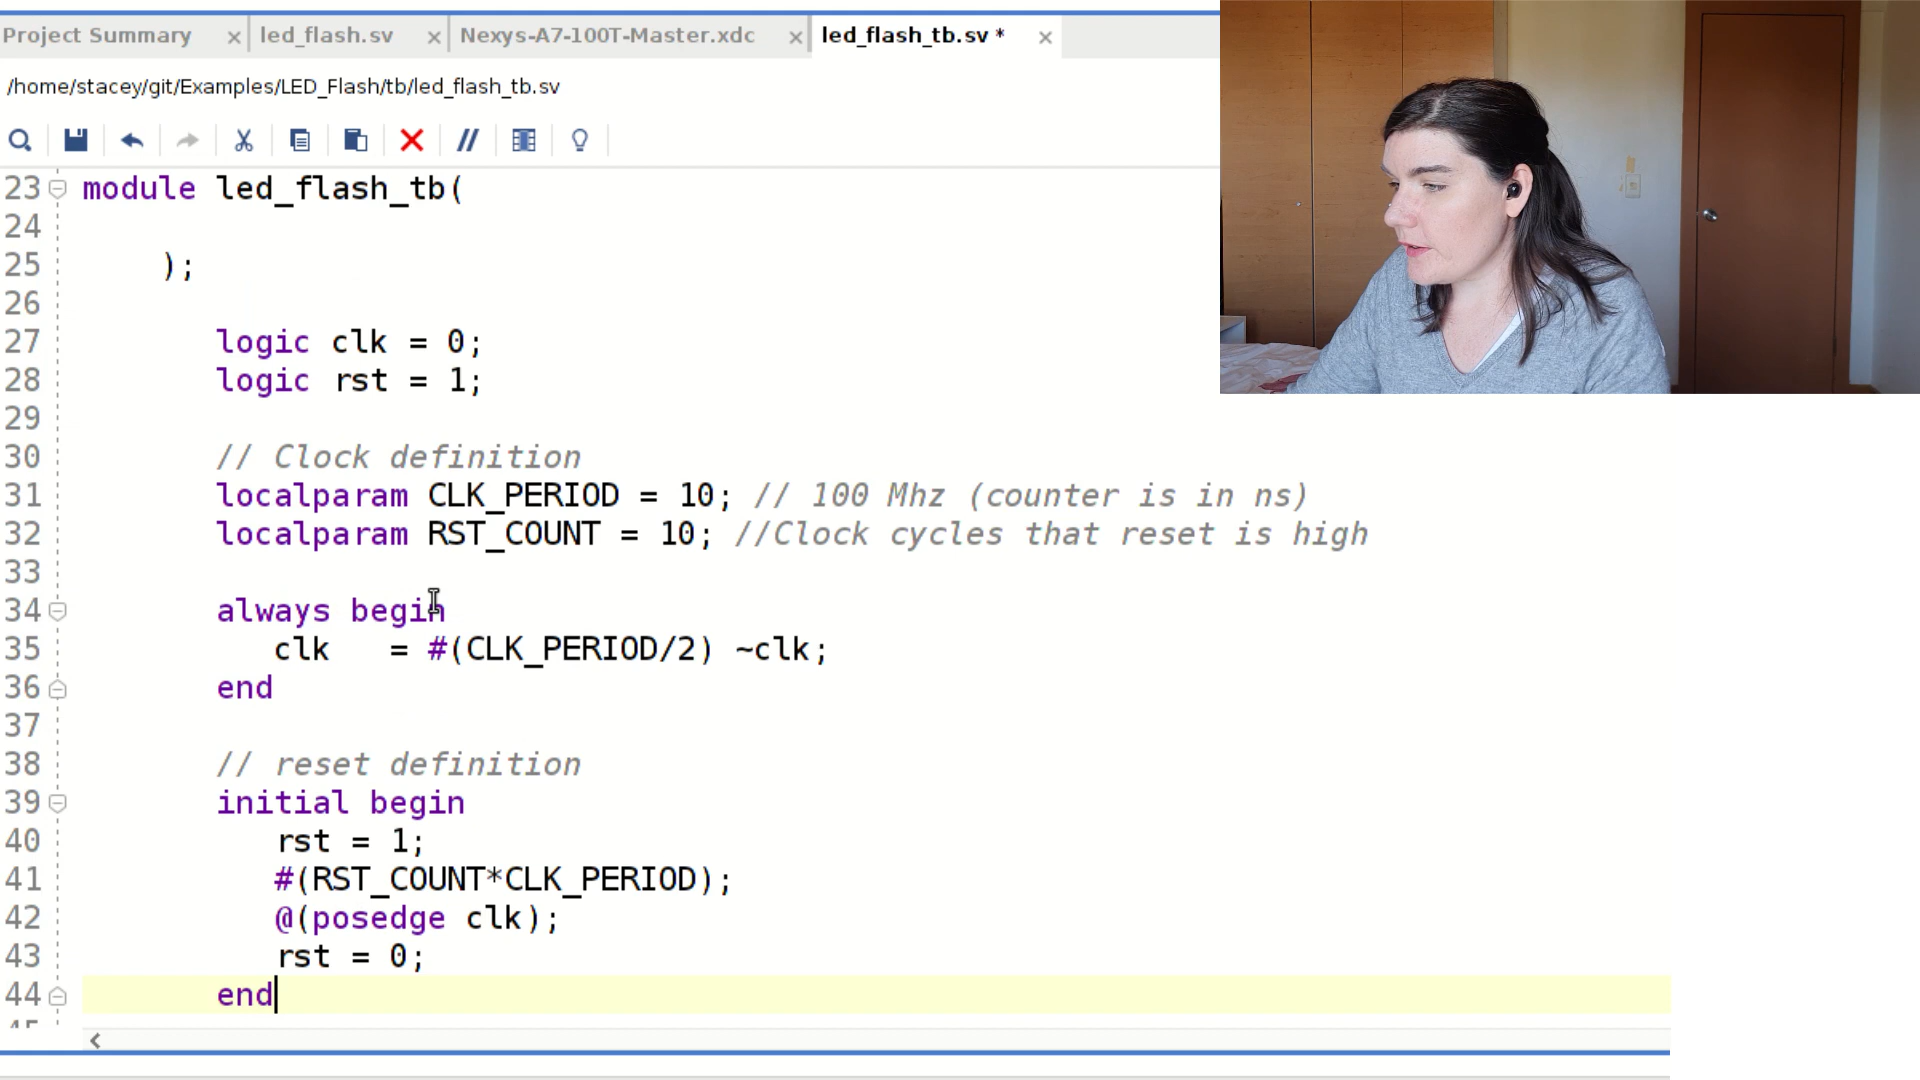 Project Summary
led_flash.sv
Nexys-A7-100T-Master.xdc
led_flash_tb.sv *
/home/stacey/git/Examples/LED_Flash/tb/led_flash_tb.sv
23 module led_flash_tb(
24
25 );
26
27 logic clk = 0;
28 logic rst = 1;
29
30 // Clock definition
31 localparam CLK_PERIOD = 10; // 100 Mhz (counter is in ns)
32 localparam RST_COUNT = 10; //Clock cycles that reset is high
33
34 always begin
35 clk = #(CLK_PERIOD/2) ~clk;
36 end
37
38 // reset definition
39 initial begin
40 rst = 1;
41 #(RST_COUNT*CLK_PERIOD);
42 @(posedge clk);
43 rst = 0;
44 end